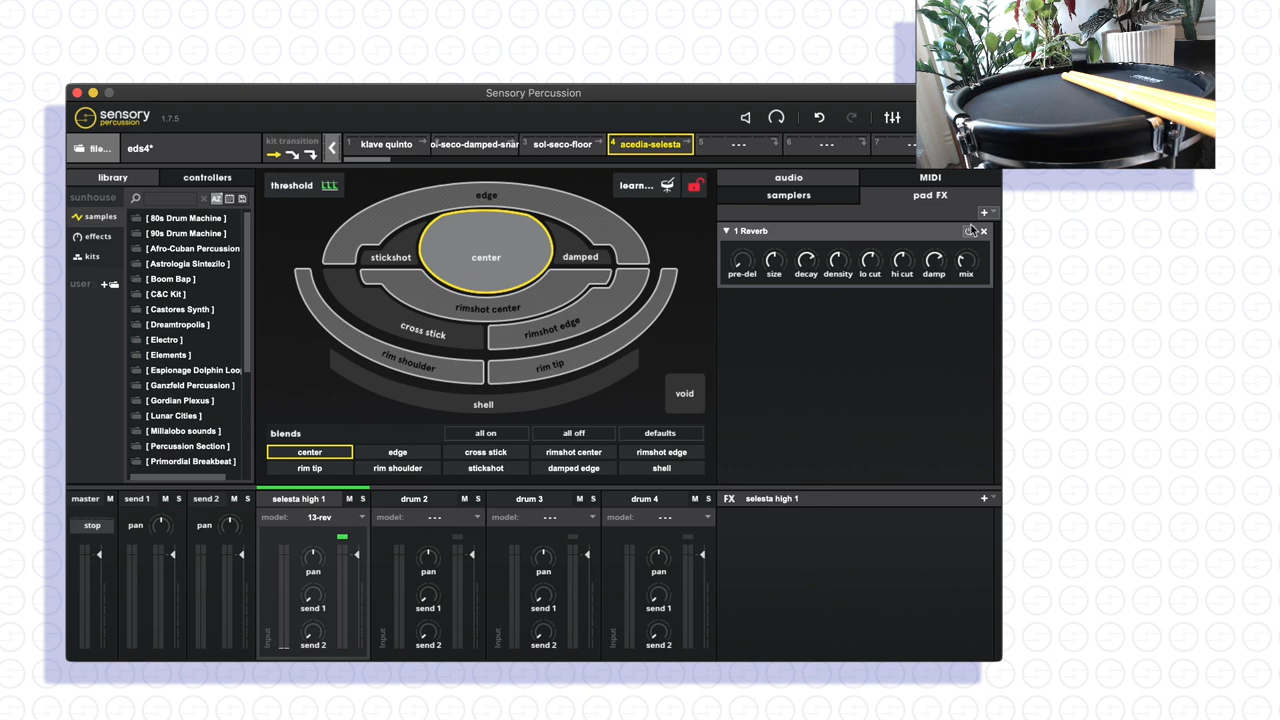 Sensory Percussion
sensory
percussion
1.7.5
file...
eds4*
kit transition
1 klave quinto
oi-seco-damped-snar
3 sol-seco-floor
4 acedia-selesta
5 ---
6 ---
7
library
controllers
threshold
learn...
audio
MIDI
samplers
pad FX
sunhouse
AZ
samples
effects
kits
user
[ 80s Drum Machine ]
[ 90s Drum Machine ]
[ Afro-Cuban Percussion
[ Astrologia Sintezilo ]
[ Boom Bap ]
[ C&C Kit ]
[ Castores Synth ]
[ Dreamtropolis ]
[ Electro ]
[ Elements ]
[ Espionage Dolphin Loo
[ Ganzfeld Percussion ]
[ Gordian Plexus ]
[ Lunar Cities ]
[ Millalobo sounds ]
[ Percussion Section ]
[ Primordial Breakbeat ]
edge
stickshot
center
damped
rimshot center
cross stick
rimshot edge
rim shoulder
rim tip
shell
void
1 Reverb
pre-del size decay density lo cut hi cut damp mix
blends
all on
all off
defaults
center
edge
cross stick
rimshot center
rimshot edge
rim tip
rim shoulder
stickshot
damped edge
shell
master M
send 1 M S
send 2 M S
selesta high 1 M S
drum 2 M S
drum 3 M S
drum 4 M S
FX selesta high 1
stop
pan
pan
model: 13-rev
model: ---
model: ---
model: ---
pan
pan
pan
pan
send 1
send 1
send 1
send 1
send 2
send 2
send 2
send 2
Input
Input
Input
Input